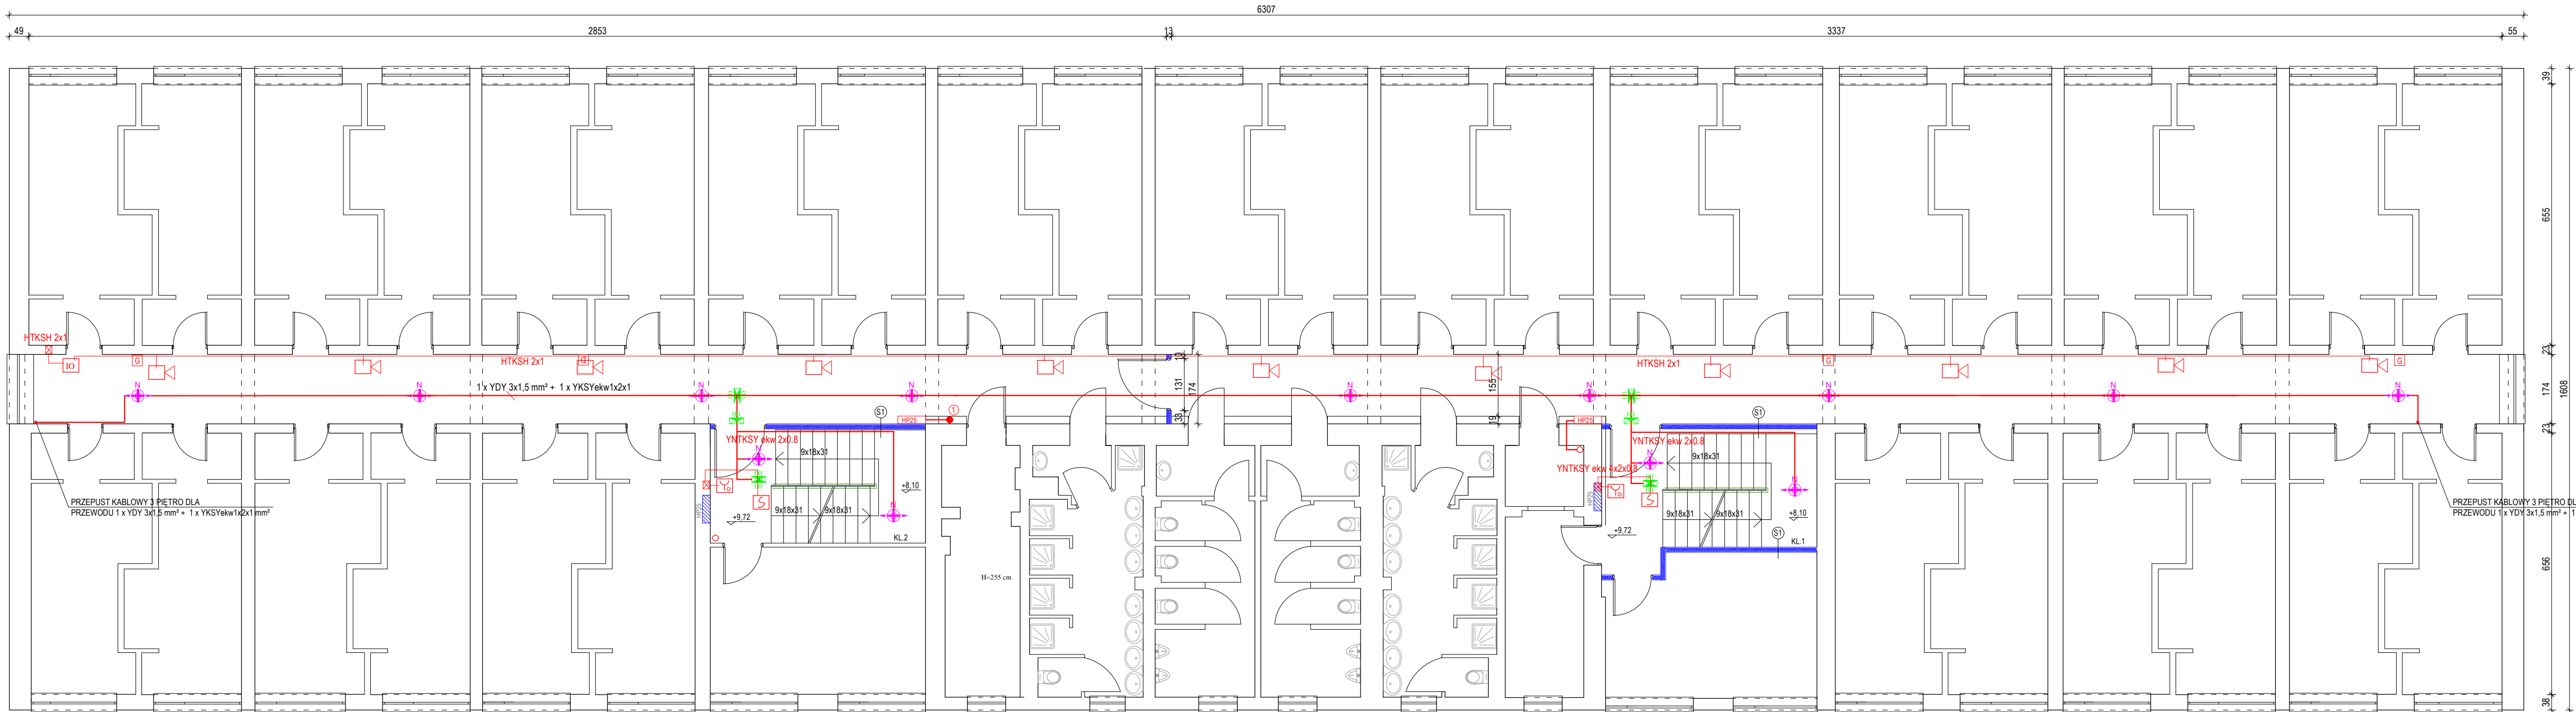 6307
49
2853
13
3337
55
39
HTKSH 2x1
IO
G
HTKSH 2x1
G
HTKSH 2x1
G
G
10
131
174
33
155
19
23
655
174
1608
23
656
38
1 x YDY 3x1,5 mm² + 1 x YKSYekw1x2x1
N
N
N
N
N
N
N
N
N
HP25
1
S1
HP25
S1
YNTKSY ekw 2x0.8
9x18x31
N
YNTKSY ekw 2x0.8
9x18x31
N
YNTKSY ekw 4x2x0.8
+8,10
N
+8,10
N
HP25
HP25
9x18x31
9x18x31
9x18x31
9x18x31
+9,72
+9,72
KL.2
KL.1
S1
PRZEPUST KABLOWY 3 PIĘTRO DLA
PRZEWODU 1 x YDY 3x1,5 mm² + 1 x YKSYekw1x2x1 mm²
PRZEPUST KABLOWY 3 PIĘTRO DL
PRZEWODU 1 x YDY 3x1,5 mm² + 1
H=255 cm